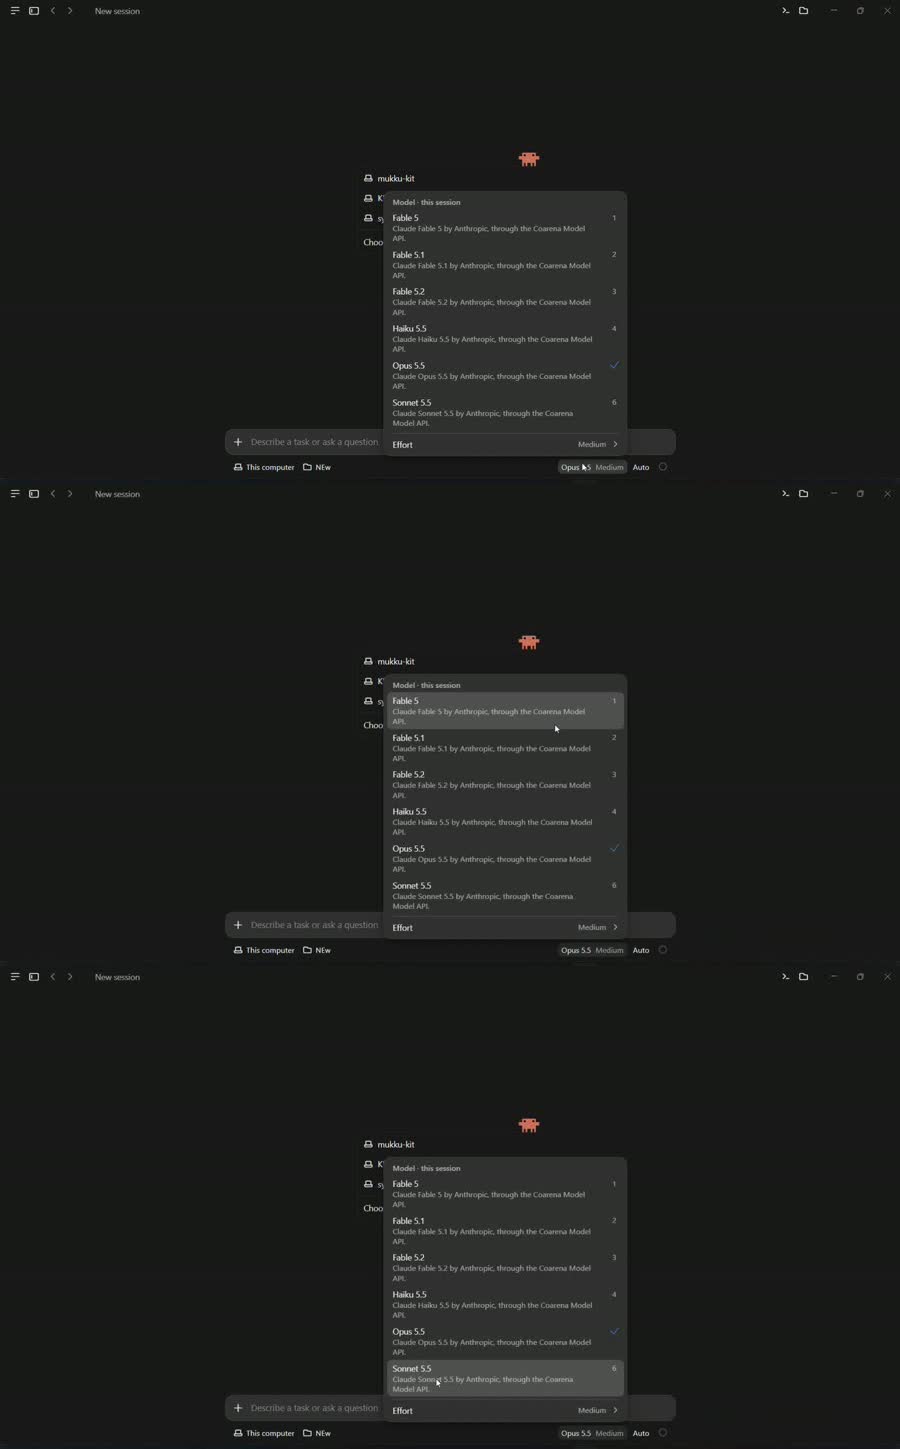 New session
mukku-kit
Model · this session
Fable 5 1
Claude Fable 5 by Anthropic, through the Coarena Model
API.
Fable 5.1 2
Claude Fable 5.1 by Anthropic, through the Coarena Model
API.
Fable 5.2 3
Claude Fable 5.2 by Anthropic, through the Coarena Model
API.
Haiku 5.5 4
Claude Haiku 5.5 by Anthropic, through the Coarena Model
API.
Opus 5.5
Claude Opus 5.5 by Anthropic, through the Coarena Model
API.
Sonnet 5.5 6
Claude Sonnet 5.5 by Anthropic, through the Coarena
Model API.
Choo
Describe a task or ask a question
Effort Medium
This computer NEw Opus 5.5 Medium Auto
New session
mukku-kit
Model · this session
Fable 5 1
Claude Fable 5 by Anthropic, through the Coarena Model
API.
Fable 5.1 2
Claude Fable 5.1 by Anthropic, through the Coarena Model
API.
Fable 5.2 3
Claude Fable 5.2 by Anthropic, through the Coarena Model
API.
Haiku 5.5 4
Claude Haiku 5.5 by Anthropic, through the Coarena Model
API.
Opus 5.5
Claude Opus 5.5 by Anthropic, through the Coarena Model
API.
Sonnet 5.5 6
Claude Sonnet 5.5 by Anthropic, through the Coarena
Model API.
Choo
Describe a task or ask a question
Effort Medium
This computer NEw Opus 5.5 Medium Auto
New session
mukku-kit
Model · this session
Fable 5 1
Claude Fable 5 by Anthropic, through the Coarena Model
API.
Fable 5.1 2
Claude Fable 5.1 by Anthropic, through the Coarena Model
API.
Fable 5.2 3
Claude Fable 5.2 by Anthropic, through the Coarena Model
API.
Haiku 5.5 4
Claude Haiku 5.5 by Anthropic, through the Coarena Model
API.
Opus 5.5
Claude Opus 5.5 by Anthropic, through the Coarena Model
API.
Sonnet 5.5 6
Claude Sonnet 5.5 by Anthropic, through the Coarena
Model API.
Choo
Describe a task or ask a question
Effort Medium
This computer NEw Opus 5.5 Medium Auto